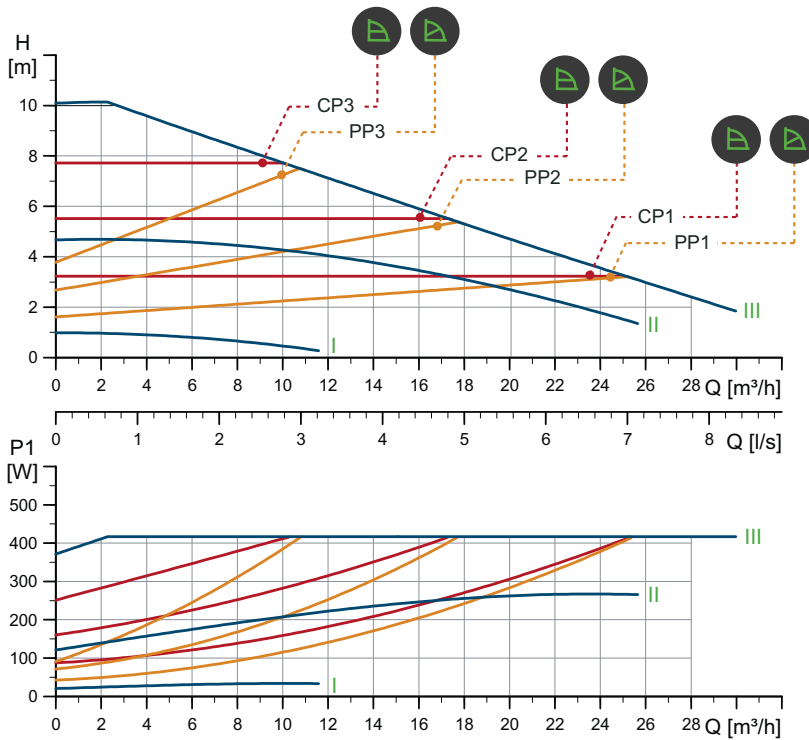 H
[m]
10
8
6
4
2
0
CP3
PP3
CP2
PP2
CP1
PP1
I
II
III
0 2 4 6 8 10 12 14 16 18 20 22 24 26 28 Q [m³/h]
0 1 2 3 4 5 6 7 8 Q [l/s]
P1
[W]
500
400
300
200
100
0
III
II
I
0 2 4 6 8 10 12 14 16 18 20 22 24 26 28 Q [m³/h]